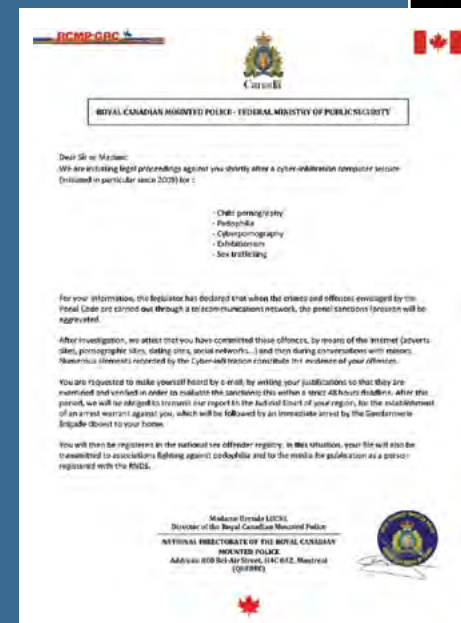 RCMP·GRC
Canada
ROYAL CANADIAN MOUNTED POLICE - FEDERAL MINISTRY OF PUBLIC SECURITY
Dear Sir or Madame:
We are initiating legal proceedings against you shortly after a cyber-infiltration computer seizure
(initiated in particular since 2009) for :
- Child pornography
- Pedophilia
- Cyberpornography
- Exhibitionism
- Sex trafficking
For your information, the legislator has declared that when the crimes and offences envisaged by the
Penal Code are carried out through a telecommunications network, the penal sanctions foreseen will be
aggravated.
After investigation, we attest that you have committed these offences, by means of the Internet (adverts
sites, pornographic sites, dating sites, social networks...) and then during conversations with minors.
Numerous elements recorded by the Cyber-infiltration constitute the evidence of your offences.
You are requested to make yourself heard by e-mail, by writing your justifications so that they are
examined and verified in order to evaluate the sanctions; this within a strict 48 hours deadline. After this
period, we will be obliged to transmit our report to the Judicial Court of your region, for the establishment
of an arrest warrant against you, which will be followed by an immediate arrest by the Gendarmerie
Brigade closest to your home.
You will then be registered in the national sex offender registry. In this situation, your file will also be
transmitted to associations fighting against pedophilia and to the media for publication as a person
registered with the RNDS.
Madame Brenda LUCKI,
Director of the Royal Canadian Mounted Police
NATIONAL DIRECTORATE OF THE ROYAL CANADIAN
MOUNTED POLICE
Address: Bel-Air Street, Montreal
(QUEBEC)